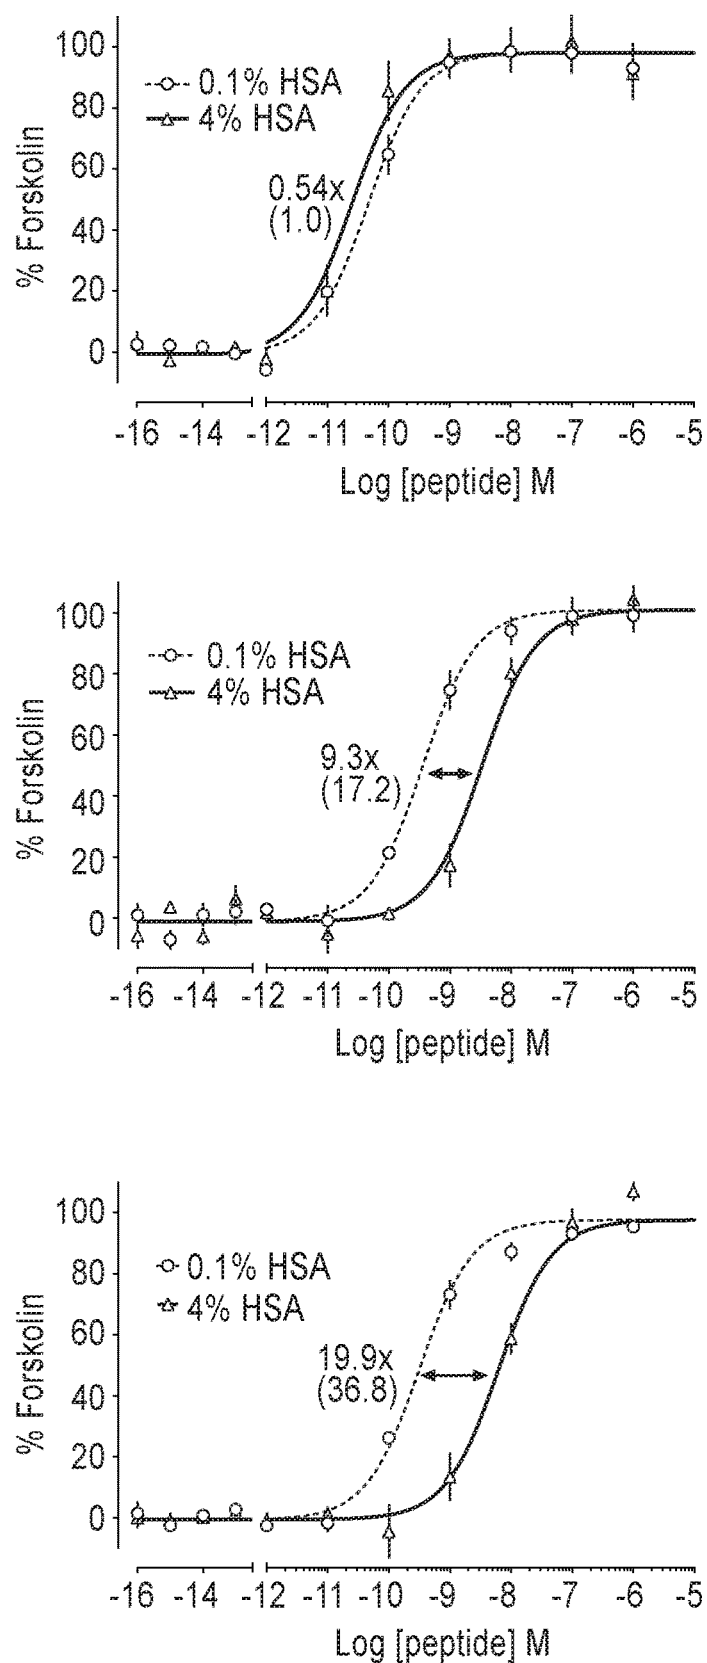 100
80
60
40
20
0
% Forskolin
0.1% HSA
4% HSA
0.54x
(1.0)
-16 -14 -12 -11 -10 -9 -8 -7 -6 -5
Log [peptide] M
100
80
60
40
20
0
% Forskolin
0.1% HSA
4% HSA
9.3x
(17.2)
-16 -14 -12 -11 -10 -9 -8 -7 -6 -5
Log [peptide] M
100
80
60
40
20
0
% Forskolin
0.1% HSA
4% HSA
19.9x
(36.8)
-16 -14 -12 -11 -10 -9 -8 -7 -6 -5
Log [peptide] M